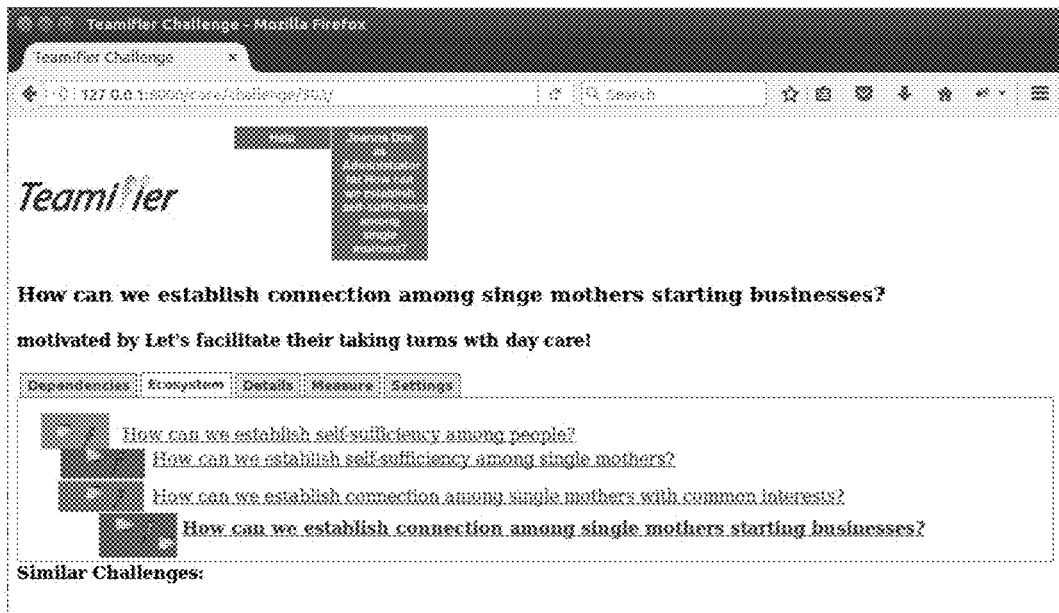 Teamifier Challenge - Mozilla Firefox
Teamifier Challenge ×
127.0.0.1:8000/core/challenge/302/ Search
Teamifier
How can we establish connection among singe mothers starting businesses?
motivated by Let's facilitate their taking turns wth day care!
Dependencies Ecosystem Details Measure Settings
How can we establish self-sufficiency among people?
How can we establish self-sufficiency among single mothers?
How can we establish connection among single mothers with common interests?
How can we establish connection among single mothers starting businesses?
Similar Challenges: